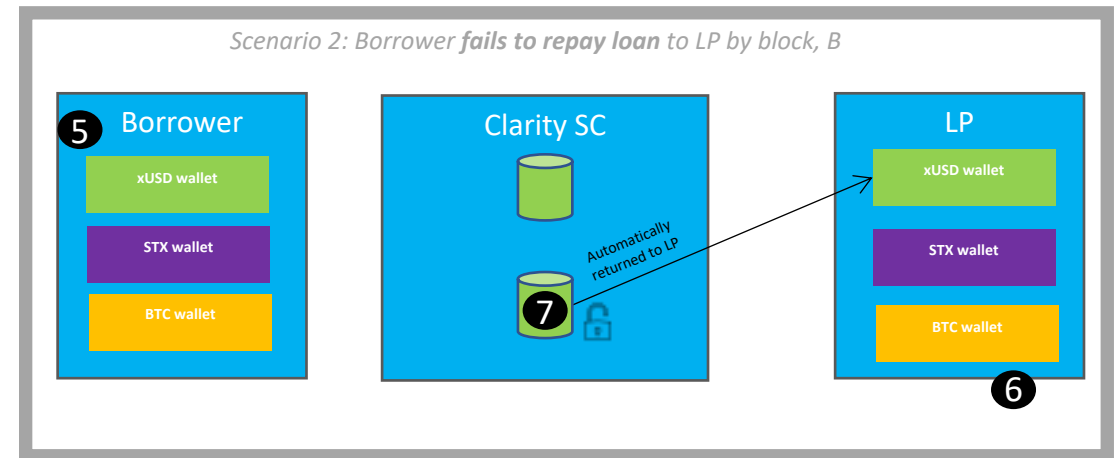 Scenario 2: Borrower fails to repay loan to LP by block, B
5
Borrower
xUSD wallet
STX wallet
BTC wallet
Clarity SC
Automatically
returned to LP
7
LP
xUSD wallet
STX wallet
BTC wallet
6